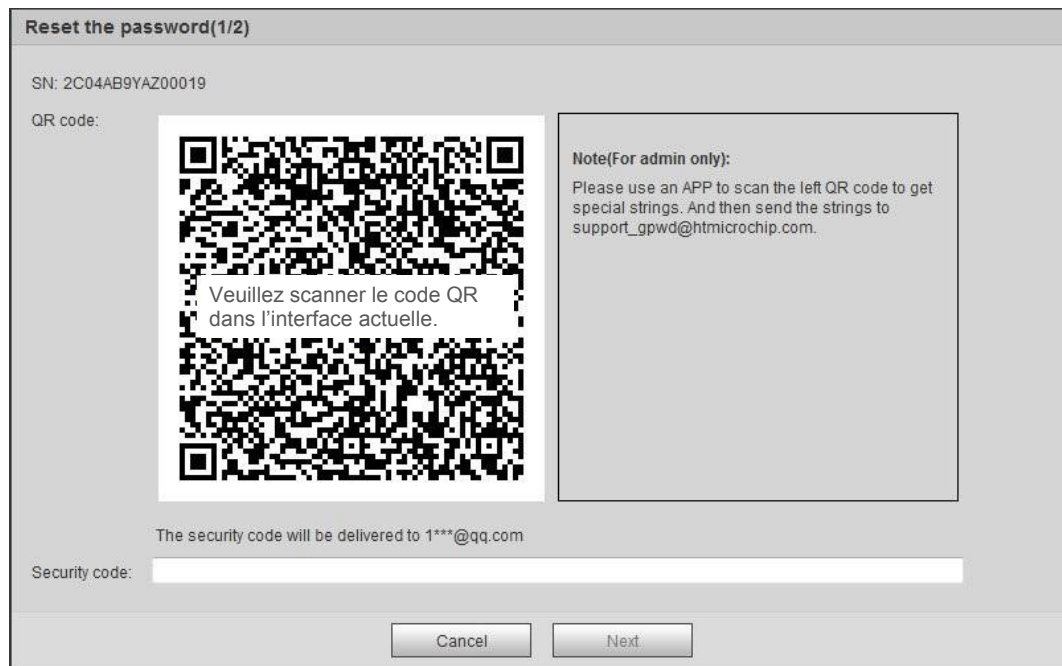 Reset the password(1/2)
SN: 2C04AB9YAZ00019
QR code:
Veuillez scanner le code QR
dans l’interface actuelle.
Note(For admin only):
Please use an APP to scan the left QR code to get
special strings. And then send the strings to
support_gpwd@htmicrochip.com.
The security code will be delivered to 1***@qq.com
Security code:
Cancel
Next